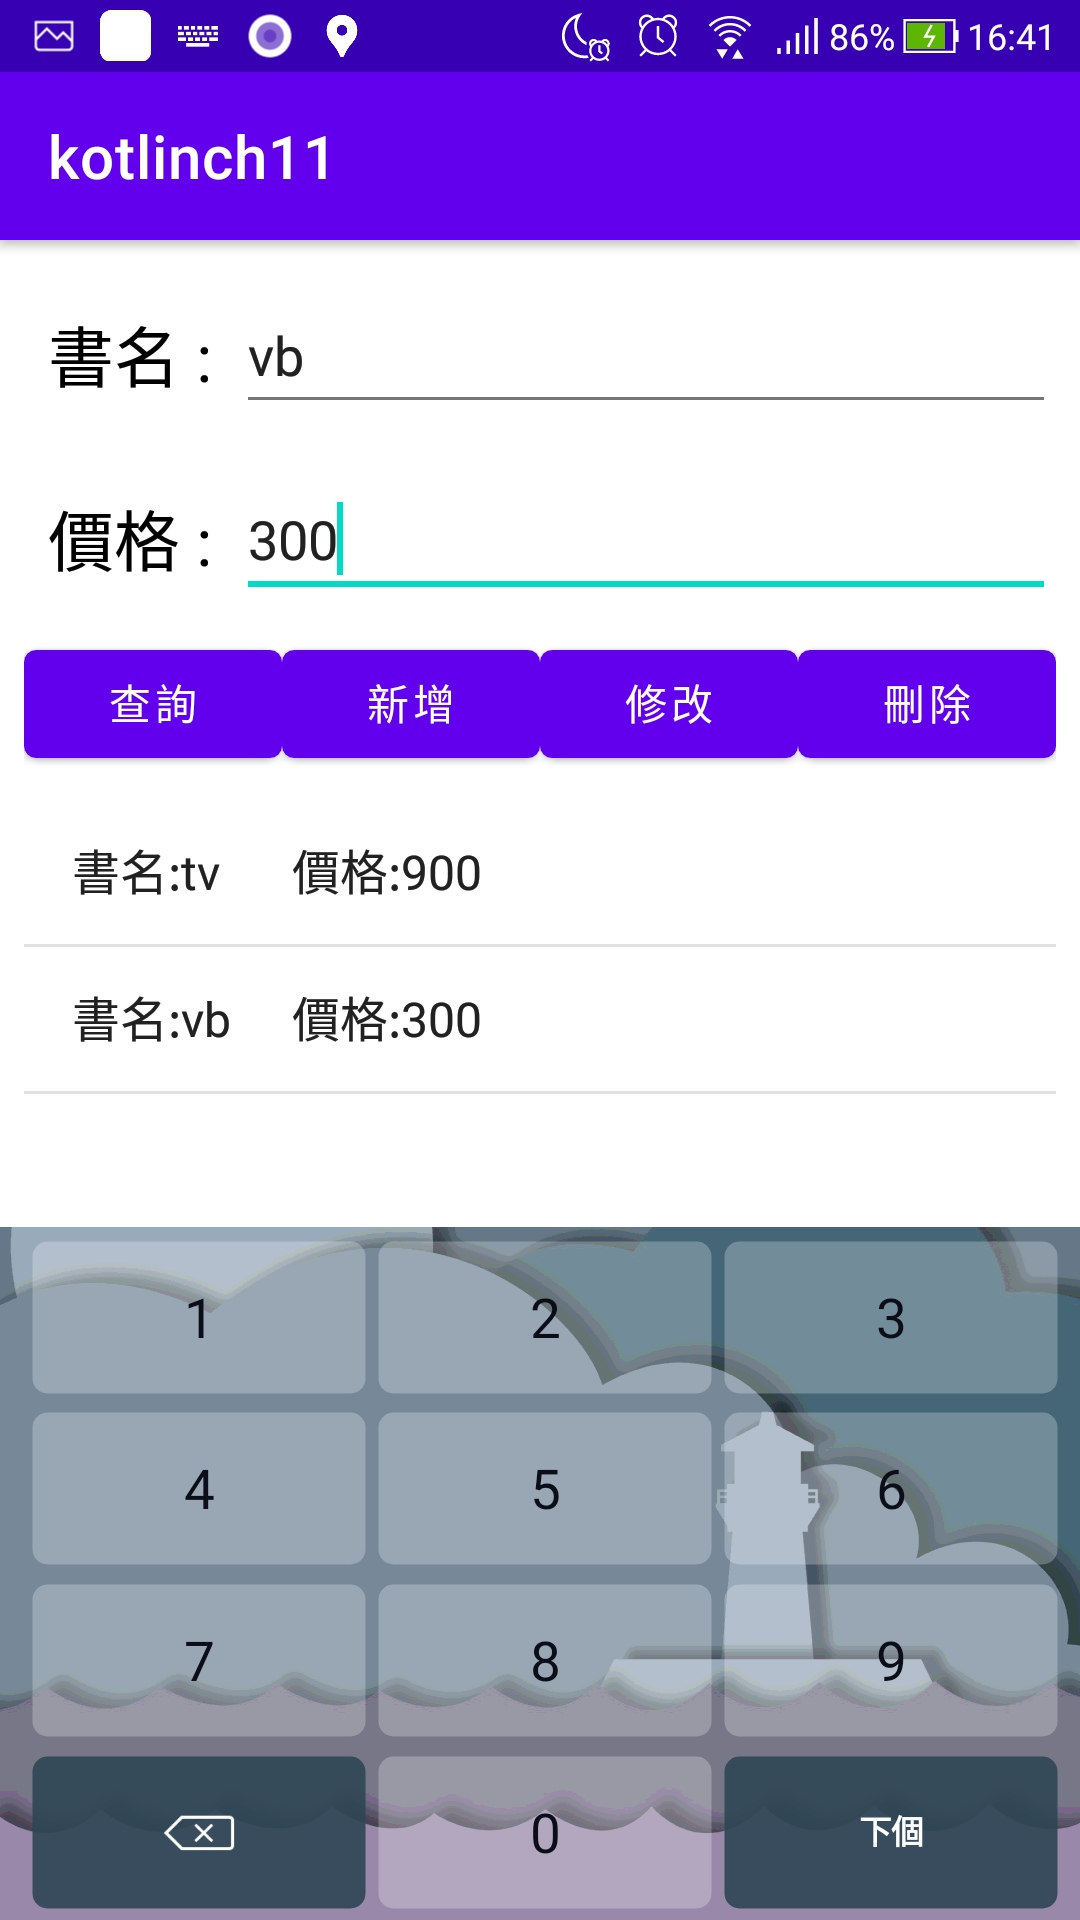 86% 16:41
kotlinch11
書名 : vb
價格 : 300
查詢 新增 修改 刪除
書名:tv 價格:900
書名:vb 價格:300
1 2 3
4 5 6
7 8 9
0 下個